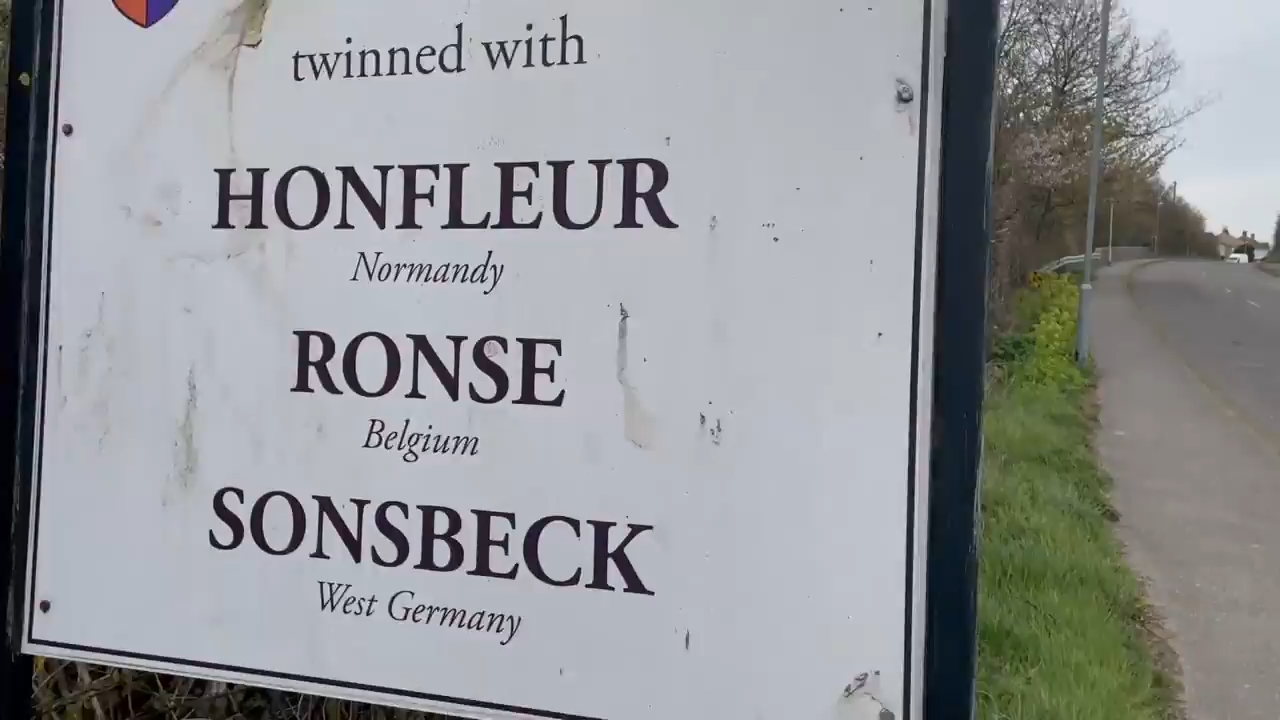 twinned with
HONFLEUR
Normandy
RONSE
Belgium
SONSBECK
West Germany